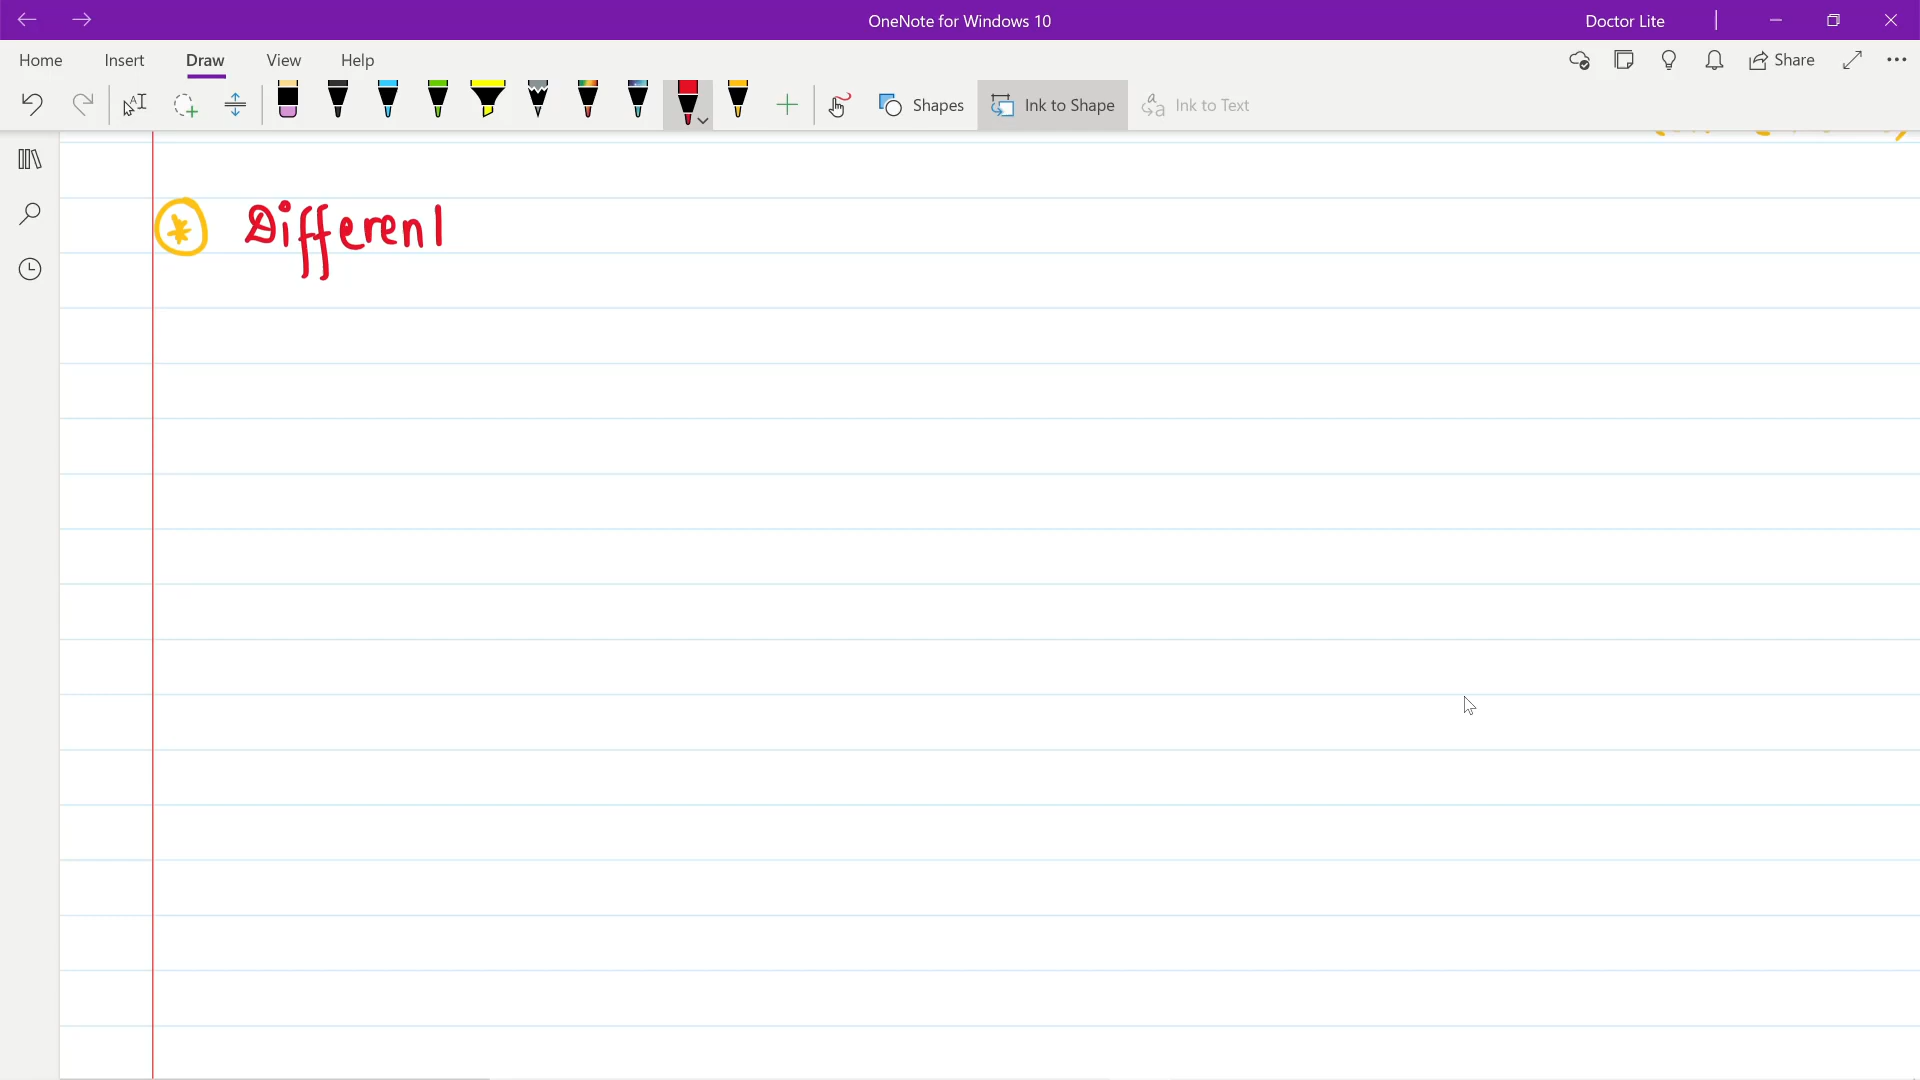 OneNote for Windows 10
Doctor Lite
Home Insert Draw View Help
Share
Shapes Ink to Shape Ink to Text
* Differenl